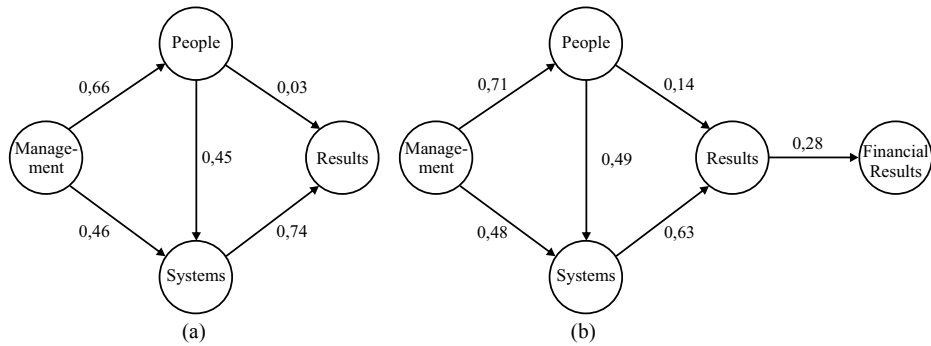 People
0,66
0,03
Manage-
ment
0,45
Results
0,46
0,74
Systems
(a)
People
0,71
0,14
Manage-
ment
0,49
Results
0,28
Financial
Results
0,48
0,63
Systems
(b)